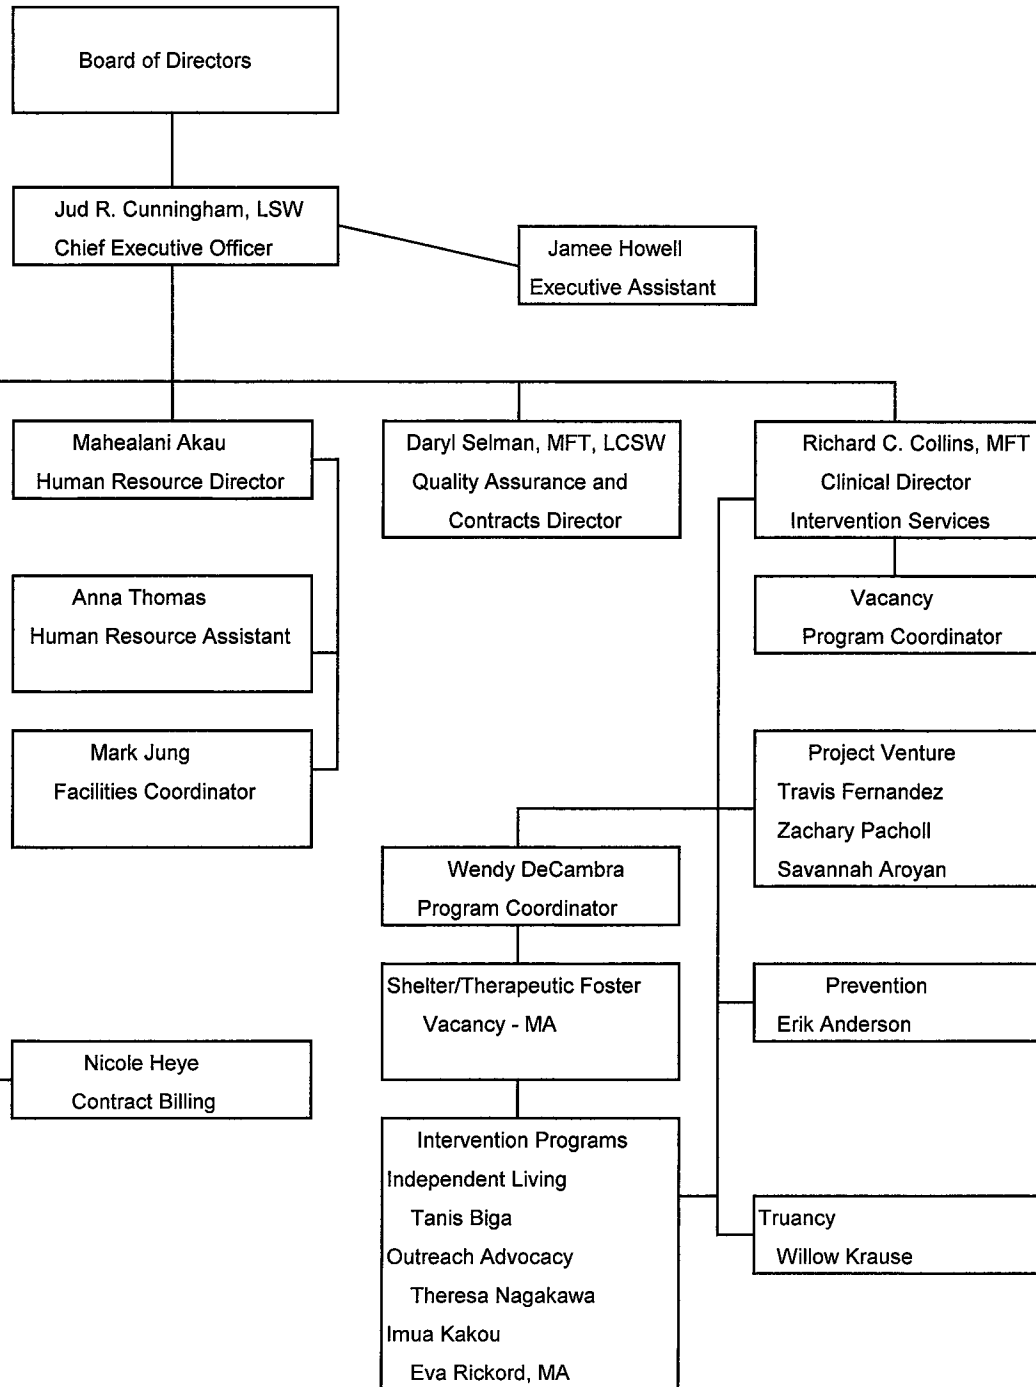 Board of Directors
Jud R. Cunningham, LSW
Chief Executive Officer
Jamee Howell
Executive Assistant
Mahealani Akau
Human Resource Director
Daryl Selman, MFT, LCSW
Quality Assurance and
Contracts Director
Richard C. Collins, MFT
Clinical Director
Intervention Services
Anna Thomas
Human Resource Assistant
Vacancy
Program Coordinator
Mark Jung
Facilities Coordinator
Project Venture
Travis Fernandez
Zachary Pacholl
Savannah Aroyan
Wendy DeCambra
Program Coordinator
Shelter/Therapeutic Foster
Vacancy - MA
Prevention
Erik Anderson
Nicole Heye
Contract Billing
Intervention Programs
Independent Living
Tanis Biga
Outreach Advocacy
Theresa Nagakawa
Imua Kakou
Eva Rickord, MA
Truancy
Willow Krause